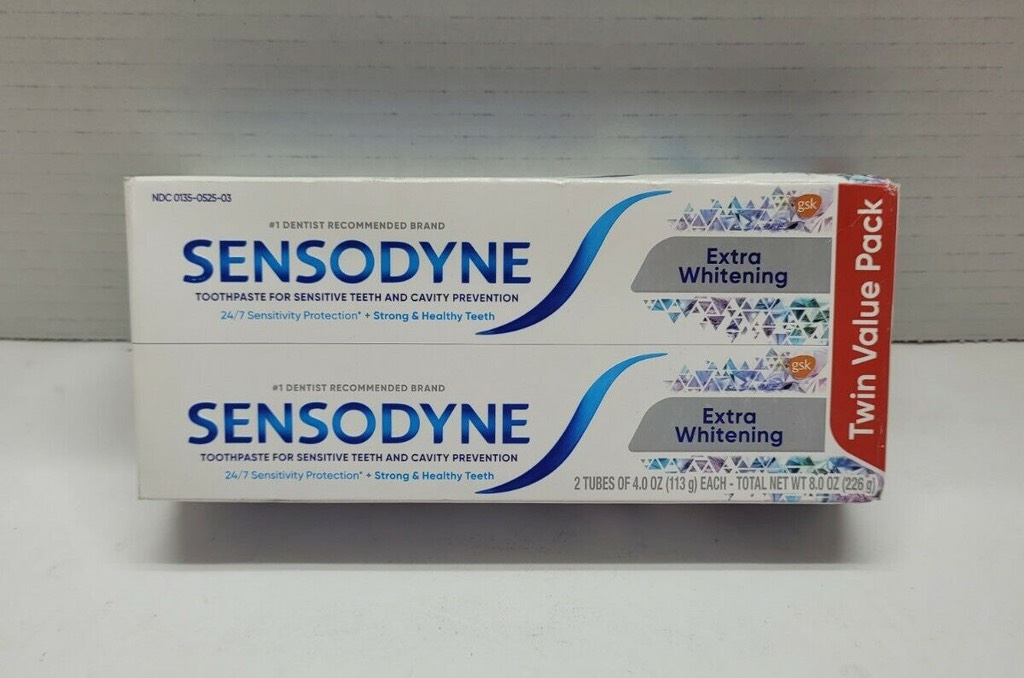 NDC 0135-0525-03
#1 DENTIST RECOMMENDED BRAND
SENSODYNE
TOOTHPASTE FOR SENSITIVE TEETH AND CAVITY PREVENTION
24/7 Sensitivity Protection* + Strong & Healthy Teeth
gsk
Extra
Whitening
Twin Value Pack
#1 DENTIST RECOMMENDED BRAND
SENSODYNE
TOOTHPASTE FOR SENSITIVE TEETH AND CAVITY PREVENTION
24/7 Sensitivity Protection* + Strong & Healthy Teeth
gsk
Extra
Whitening
2 TUBES OF 4.0 OZ (113 g) EACH - TOTAL NET WT 8.0 OZ (226 g)